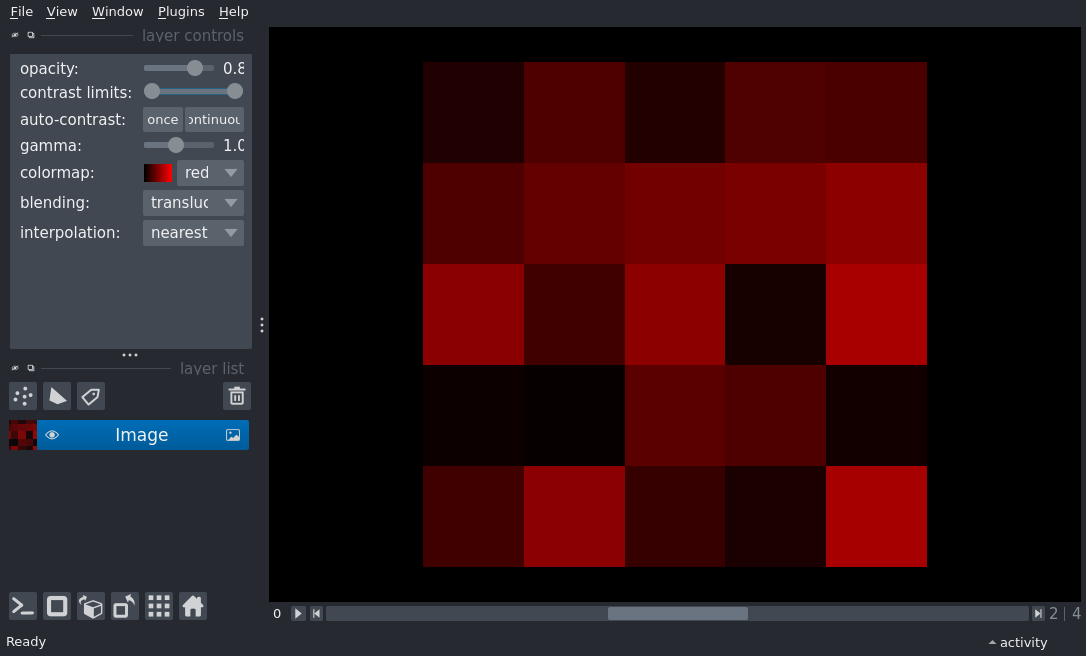 File View Window Plugins Help
layer controls
opacity: 0.8
contrast limits:
auto-contrast: once ontinuou
gamma: 1.0
colormap: red
blending: transluc
interpolation: nearest
layer list
Image
0 2 | 4
Ready activity